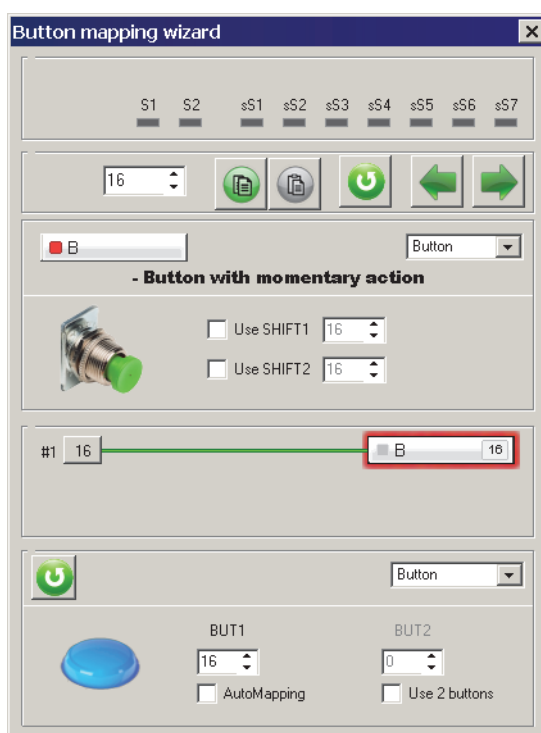 Button mapping wizard
S1 S2 sS1 sS2 sS3 sS4 sS5 sS6 sS7
16
B Button
- Button with momentary action
Use SHIFT1 16
Use SHIFT2 16
#1 16 B 16
Button
BUT1 BUT2
16 0
AutoMapping Use 2 buttons